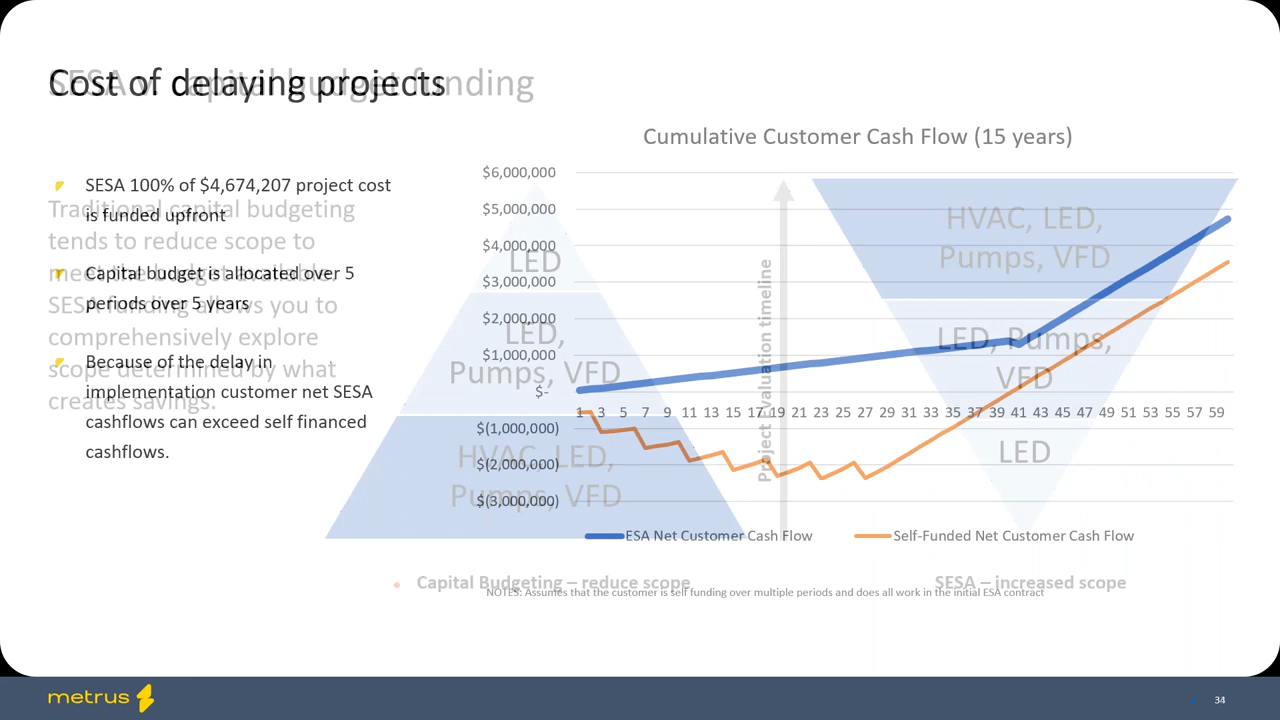 Cost of delaying projects
SESA v. capital budget funding
SESA 100% of $4,674,207 project cost
is funded upfront
Capital budget is allocated over 5
periods over 5 years
Because of the delay in
implementation customer net SESA
cashflows can exceed self financed
cashflows.
Traditional capital budgeting
tends to reduce scope to
meet the budget available.
SESA funding allows you to
comprehensively explore
scope determined by what
creates savings.
Cumulative Customer Cash Flow (15 years)
$6,000,000
$5,000,000
$4,000,000
$3,000,000
$2,000,000
$1,000,000
$-
$(1,000,000)
$(2,000,000)
$(3,000,000)
1 3 5 7 9 11 13 15 17 19 21 23 25 27 29 31 33 35 37 39 41 43 45 47 49 51 53 55 57 59
LED
LED,
Pumps, VFD
HVAC, LED,
Pumps, VFD
Project Evaluation timeline
HVAC, LED,
Pumps, VFD
LED, Pumps,
VFD
LED
ESA Net Customer Cash Flow
Self-Funded Net Customer Cash Flow
Capital Budgeting – reduce scope
SESA – increased scope
NOTES: Assumes that the customer is self funding over multiple periods and does all work in the initial ESA contract
metrus
34